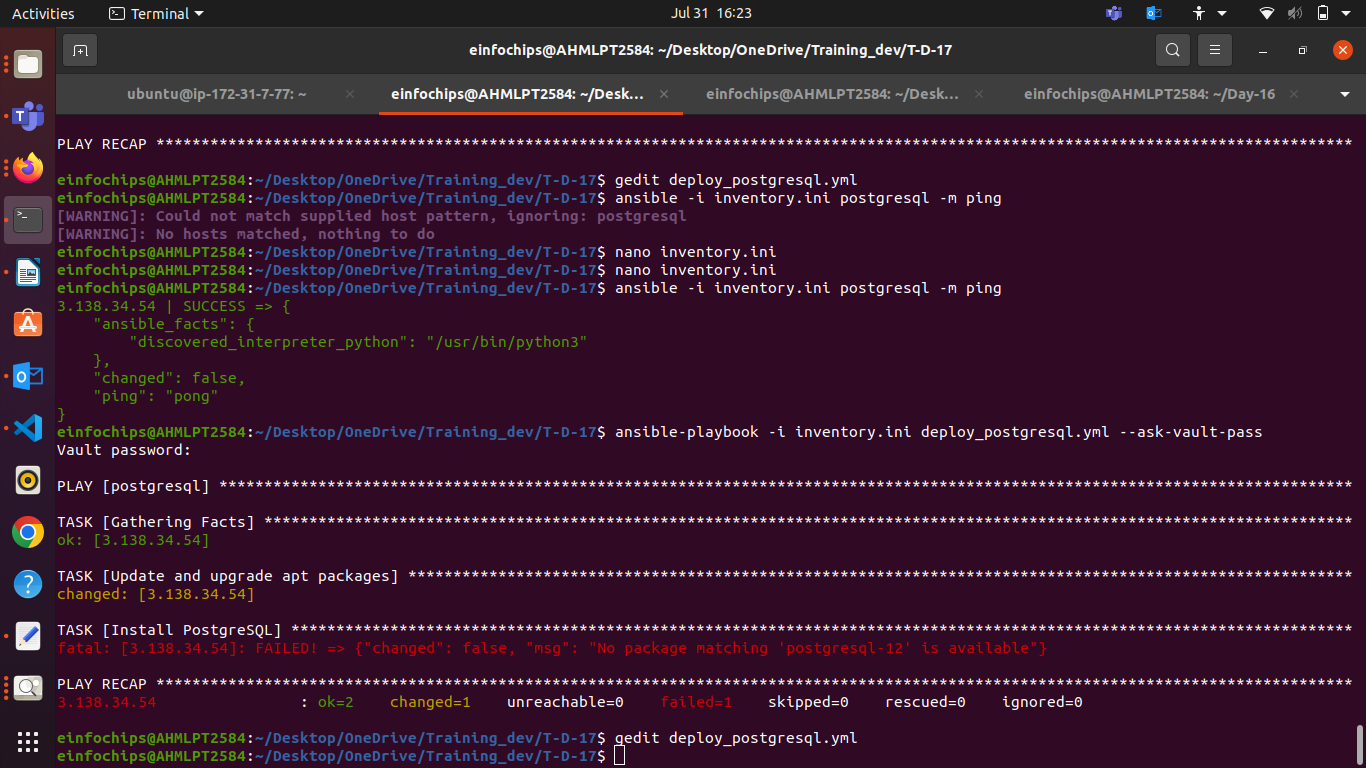 Activities Terminal Jul 31 16:23
einfochips@AHMLPT2584: ~/Desktop/OneDrive/Training_dev/T-D-17
ubuntu@ip-172-31-7-77: ~ × einfochips@AHMLPT2584: ~/Desk... × einfochips@AHMLPT2584: ~/Desk... × einfochips@AHMLPT2584: ~/Day-16 ×
PLAY RECAP *************************************************************************************************************************************
einfochips@AHMLPT2584:~/Desktop/OneDrive/Training_dev/T-D-17$ gedit deploy_postgresql.yml
einfochips@AHMLPT2584:~/Desktop/OneDrive/Training_dev/T-D-17$ ansible -i inventory.ini postgresql -m ping
[WARNING]: Could not match supplied host pattern, ignoring: postgresql
[WARNING]: No hosts matched, nothing to do
einfochips@AHMLPT2584:~/Desktop/OneDrive/Training_dev/T-D-17$ nano inventory.ini
einfochips@AHMLPT2584:~/Desktop/OneDrive/Training_dev/T-D-17$ nano inventory.ini
einfochips@AHMLPT2584:~/Desktop/OneDrive/Training_dev/T-D-17$ ansible -i inventory.ini postgresql -m ping
3.138.34.54 | SUCCESS => {
    "ansible_facts": {
        "discovered_interpreter_python": "/usr/bin/python3"
    },
    "changed": false,
    "ping": "pong"
}
einfochips@AHMLPT2584:~/Desktop/OneDrive/Training_dev/T-D-17$ ansible-playbook -i inventory.ini deploy_postgresql.yml --ask-vault-pass
Vault password:
PLAY [postgresql] ******************************************************************************************************************************
TASK [Gathering Facts] *************************************************************************************************************************
ok: [3.138.34.54]
TASK [Update and upgrade apt packages] *********************************************************************************************************
changed: [3.138.34.54]
TASK [Install PostgreSQL] **********************************************************************************************************************
fatal: [3.138.34.54]: FAILED! => {"changed": false, "msg": "No package matching 'postgresql-12' is available"}
PLAY RECAP *************************************************************************************************************************************
3.138.34.54                : ok=2    changed=1    unreachable=0    failed=1    skipped=0    rescued=0    ignored=0
einfochips@AHMLPT2584:~/Desktop/OneDrive/Training_dev/T-D-17$ gedit deploy_postgresql.yml
einfochips@AHMLPT2584:~/Desktop/OneDrive/Training_dev/T-D-17$